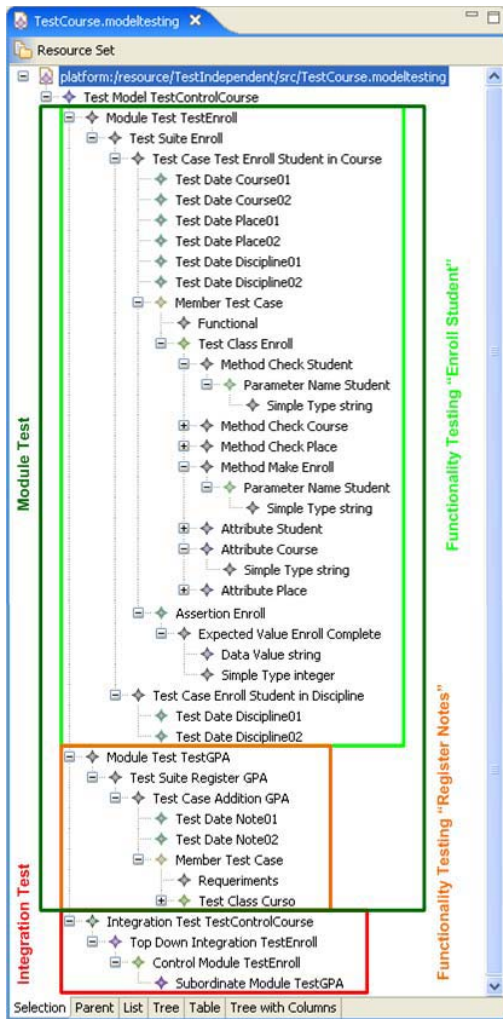 TestCourse.modeltesting
Resource Set
platform:/resource/TestIndependent/src/TestCourse.modeltesting
Test Model TestControlCourse
Module Test TestEnroll
Test Suite Enroll
Test Case Test Enroll Student in Course
Test Date Course01
Test Date Course02
Test Date Place01
Test Date Place02
Test Date Discipline01
Test Date Discipline02
Member Test Case
Functional
Test Class Enroll
Method Check Student
Parameter Name Student
Simple Type string
Method Check Course
Method Check Place
Method Make Enroll
Parameter Name Student
Simple Type string
Attribute Student
Attribute Course
Simple Type string
Attribute Place
Assertion Enroll
Expected Value Enroll Complete
Data Value string
Simple Type integer
Test Case Enroll Student in Discipline
Test Date Discipline01
Test Date Discipline02
Module Test TestGPA
Test Suite Register GPA
Test Case Addition GPA
Test Date Note01
Test Date Note02
Member Test Case
Requeriments
Test Class Curso
Integration Test TestControlCourse
Top Down Integration TestEnroll
Control Module TestEnroll
Subordinate Module TestGPA
Module Test
Integration Test
Functionality Testing "Enroll Student"
Functionality Testing "Register Notes"
Selection Parent List Tree Table Tree with Columns